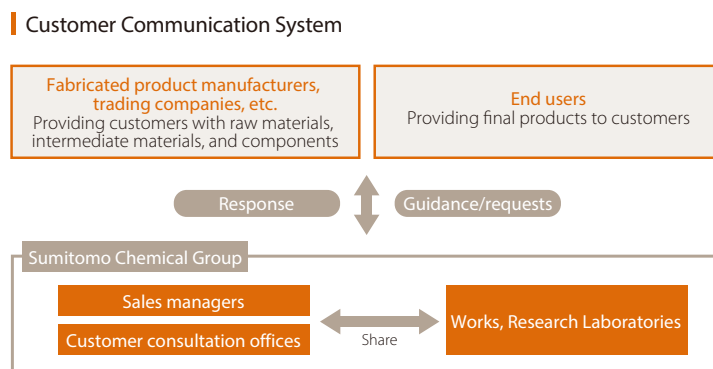 Customer Communication System
Fabricated product manufacturers,
trading companies, etc.
Providing customers with raw materials,
intermediate materials, and components
End users
Providing final products to customers
Response
Guidance/requests
Sumitomo Chemical Group
Sales managers
Customer consultation offices
Share
Works, Research Laboratories